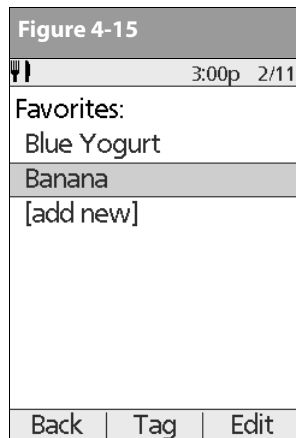 Figure 4-15
3:00p 2/11
Favorites:
Blue Yogurt
Banana
[add new]
Back | Tag | Edit